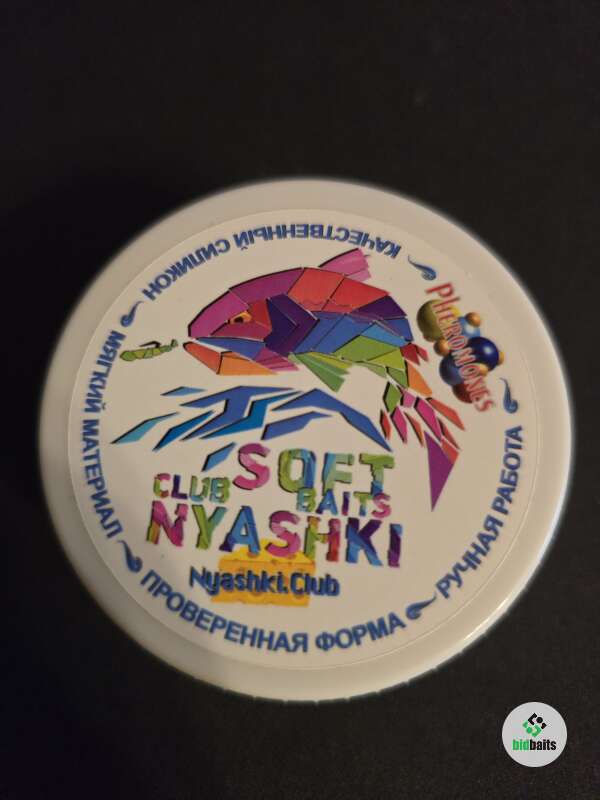 КАЧЕСТВЕННЫЙ СИЛИКОН
PHEROMONES
SOFT
CLUB BAITS
NYASHKI
Nyashki.Club
МЯГКИЙ МАТЕРИАЛ
ПРОВЕРЕННАЯ ФОРМА
РУЧНАЯ РАБОТА
bidbaits